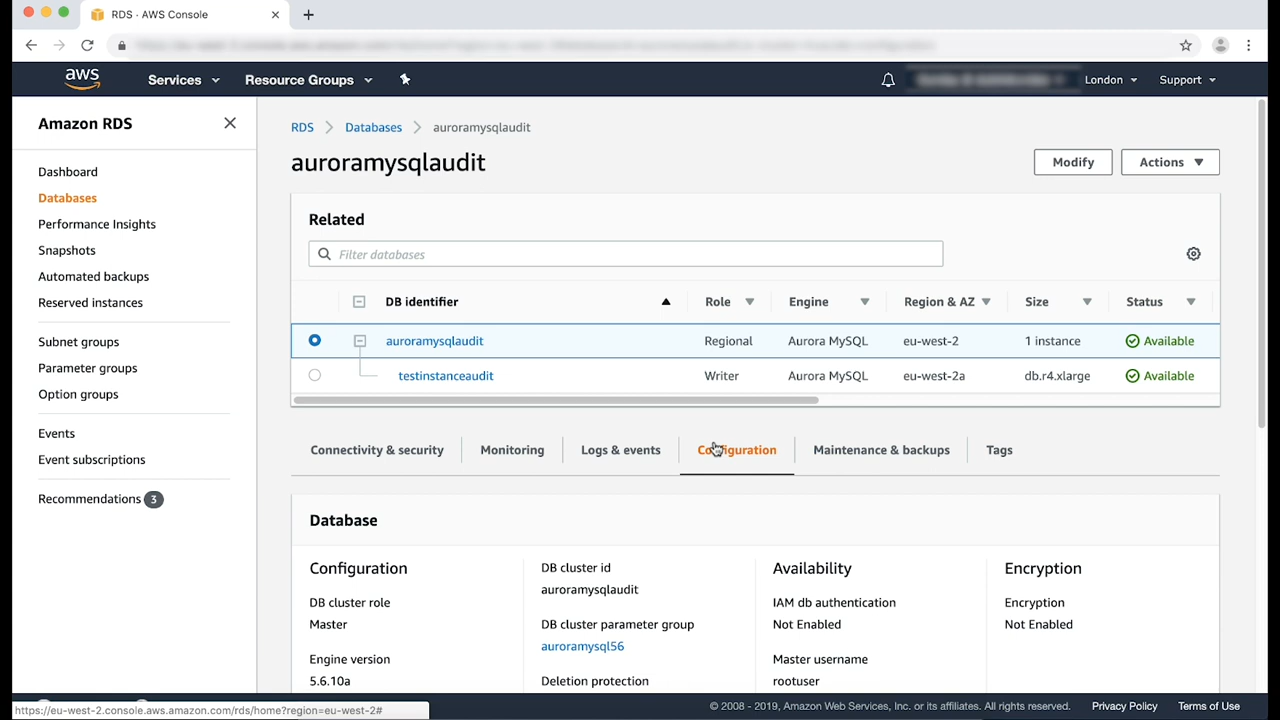 RDS · AWS Console
aws Services Resource Groups London Support
Amazon RDS
Dashboard
Databases
Performance Insights
Snapshots
Automated backups
Reserved instances
Subnet groups
Parameter groups
Option groups
Events
Event subscriptions
Recommendations 3
RDS Databases auroramysqlaudit
auroramysqlaudit
Modify Actions
Related
Filter databases
DB identifier Role Engine Region & AZ Size Status
auroramysqlaudit Regional Aurora MySQL eu-west-2 1 instance Available
testinstanceaudit Writer Aurora MySQL eu-west-2a db.r4.xlarge Available
Connectivity & security Monitoring Logs & events Configuration Maintenance & backups Tags
Database
Configuration
DB cluster role
Master
Engine version
5.6.10a
DB cluster id
auroramysqlaudit
DB cluster parameter group
auroramysql56
Deletion protection
Availability
IAM db authentication
Not Enabled
Master username
rootuser
Encryption
Encryption
Not Enabled
https://eu-west-2.console.aws.amazon.com/rds/home?region=eu-west-2#
© 2008 - 2019, Amazon Web Services, Inc. or its affiliates. All rights reserved. Privacy Policy Terms of Use